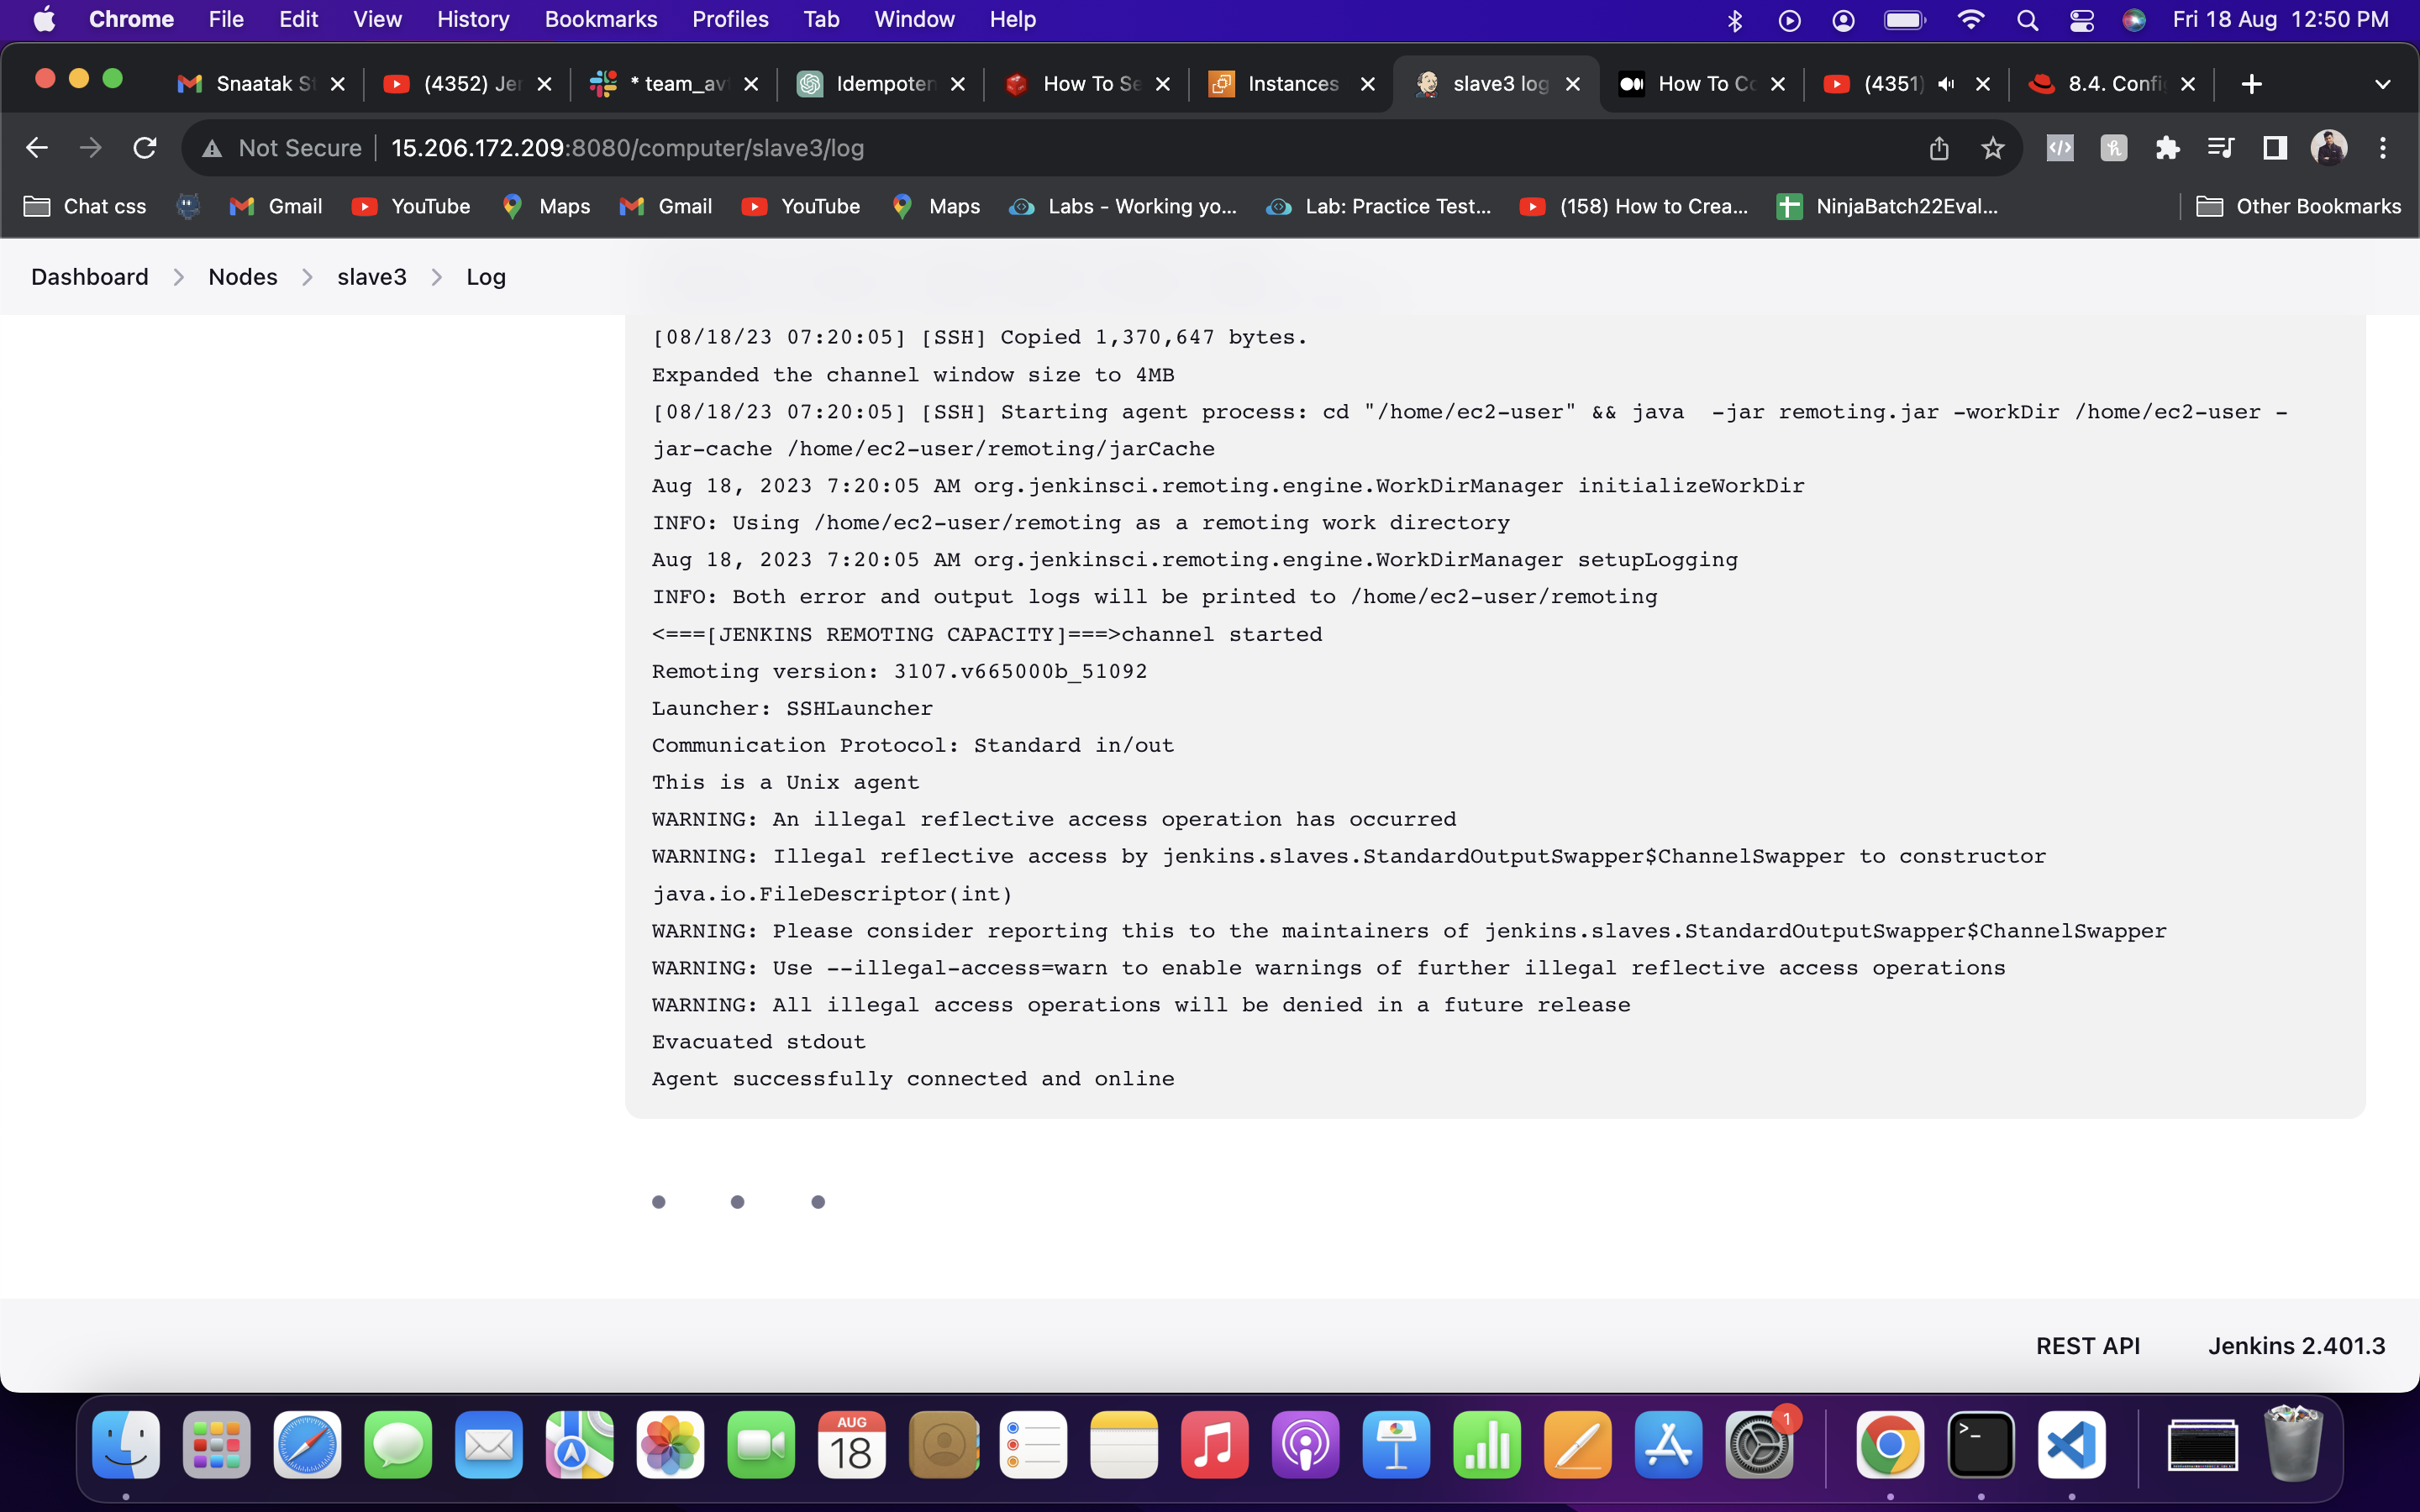 Chrome File Edit View History Bookmarks Profiles Tab Window Help Fri 18 Aug 12:50 PM
Snaatak St (4352) Jen * team_av Idempoten How To Se Instances slave3 log How To Co (4351) 8.4. Confi
Not Secure 15.206.172.209:8080/computer/slave3/log
Chat css Gmail YouTube Maps Gmail YouTube Maps Labs - Working yo... Lab: Practice Test... (158) How to Crea... NinjaBatch22Eval... Other Bookmarks
Dashboard Nodes slave3 Log
[08/18/23 07:20:05] [SSH] Copied 1,370,647 bytes.
Expanded the channel window size to 4MB
[08/18/23 07:20:05] [SSH] Starting agent process: cd "/home/ec2-user" && java  -jar remoting.jar -workDir /home/ec2-user -
jar-cache /home/ec2-user/remoting/jarCache
Aug 18, 2023 7:20:05 AM org.jenkinsci.remoting.engine.WorkDirManager initializeWorkDir
INFO: Using /home/ec2-user/remoting as a remoting work directory
Aug 18, 2023 7:20:05 AM org.jenkinsci.remoting.engine.WorkDirManager setupLogging
INFO: Both error and output logs will be printed to /home/ec2-user/remoting
<===[JENKINS REMOTING CAPACITY]===>channel started
Remoting version: 3107.v665000b_51092
Launcher: SSHLauncher
Communication Protocol: Standard in/out
This is a Unix agent
WARNING: An illegal reflective access operation has occurred
WARNING: Illegal reflective access by jenkins.slaves.StandardOutputSwapper$ChannelSwapper to constructor
java.io.FileDescriptor(int)
WARNING: Please consider reporting this to the maintainers of jenkins.slaves.StandardOutputSwapper$ChannelSwapper
WARNING: Use --illegal-access=warn to enable warnings of further illegal reflective access operations
WARNING: All illegal access operations will be denied in a future release
Evacuated stdout
Agent successfully connected and online
REST API Jenkins 2.401.3
AUG
18
1